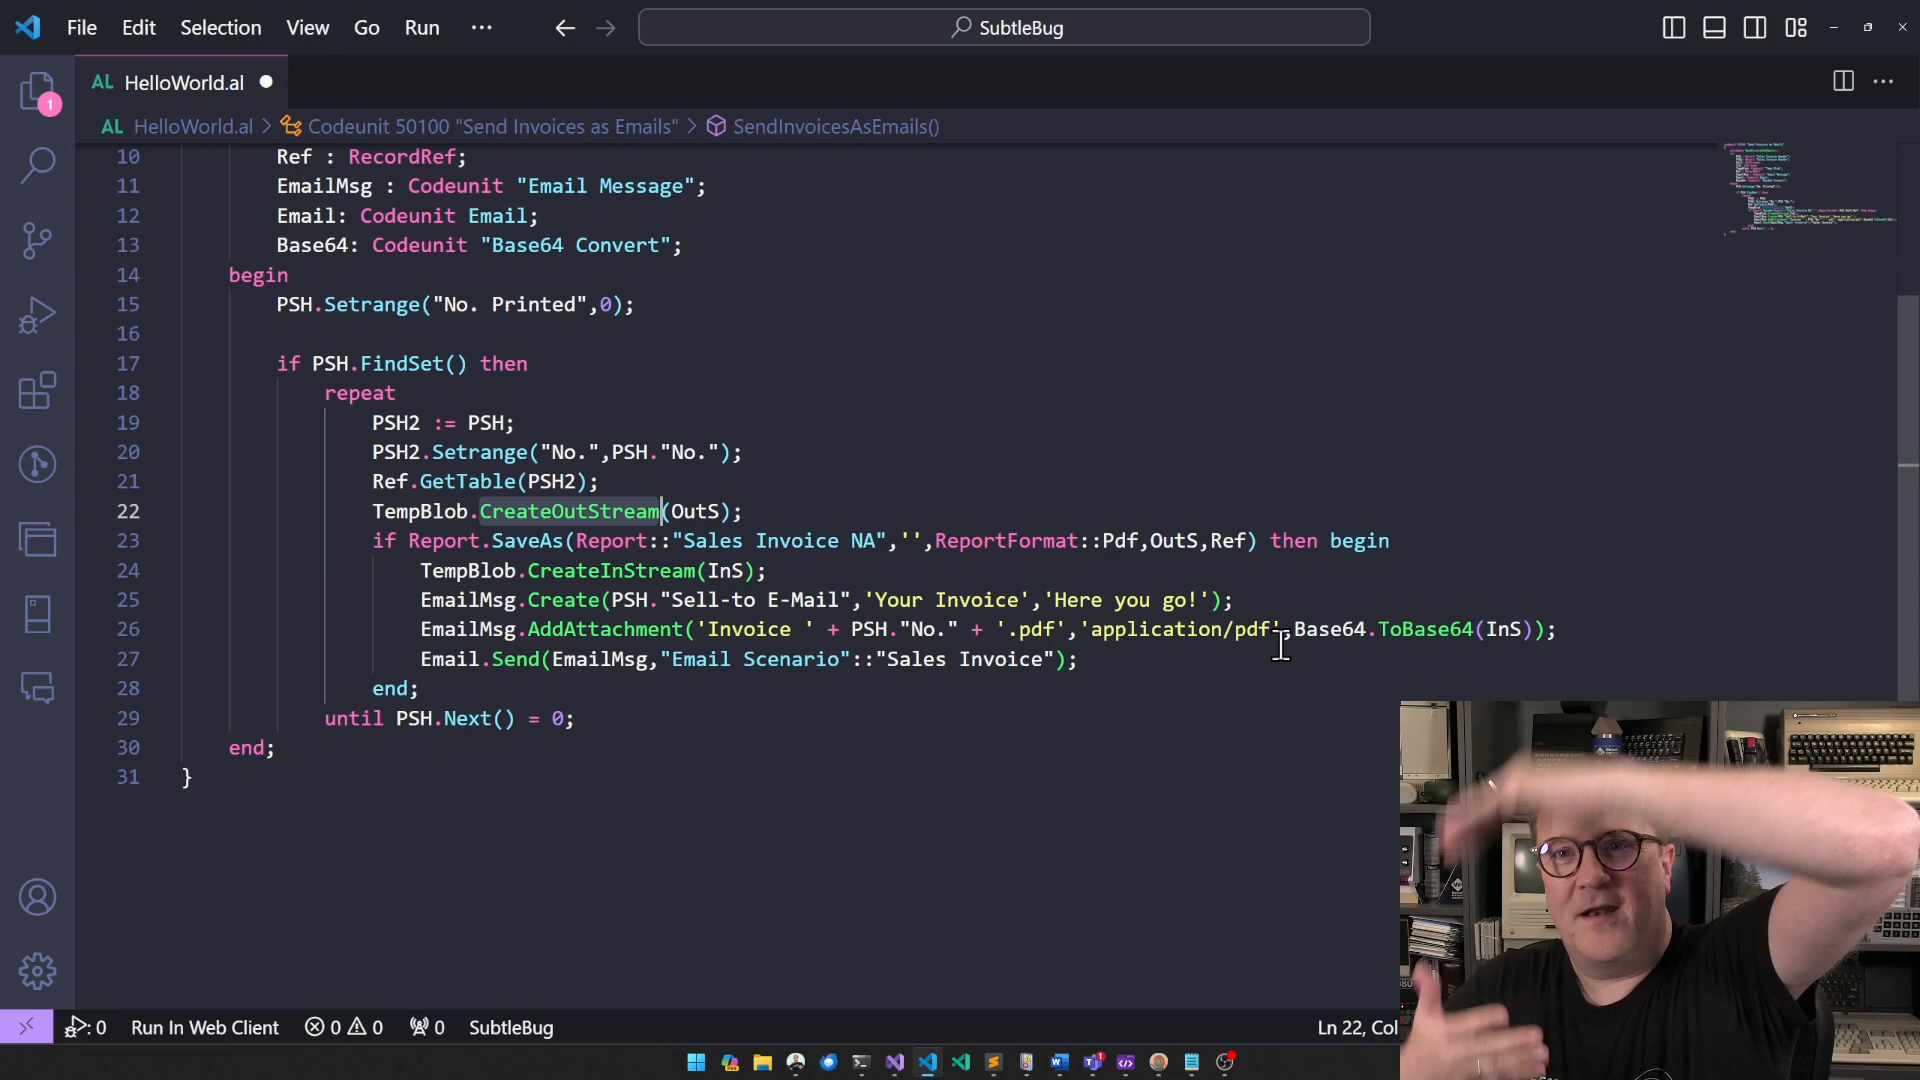 File Edit Selection View Go Run ··· SubtleBug
AL HelloWorld.al
AL HelloWorld.al > Codeunit 50100 "Send Invoices as Emails" > SendInvoicesAsEmails()
1
10 Ref : RecordRef;
11 EmailMsg : Codeunit "Email Message";
12 Email: Codeunit Email;
13 Base64: Codeunit "Base64 Convert";
14 begin
15 PSH.Setrange("No. Printed",0);
16
17 if PSH.FindSet() then
18 repeat
19 PSH2 := PSH;
20 PSH2.Setrange("No.",PSH."No.");
21 Ref.GetTable(PSH2);
22 TempBlob.CreateOutStream(OutS);
23 if Report.SaveAs(Report::"Sales Invoice NA",'',ReportFormat::Pdf,OutS,Ref) then begin
24 TempBlob.CreateInStream(InS);
25 EmailMsg.Create(PSH."Sell-to E-Mail",'Your Invoice','Here you go!');
26 EmailMsg.AddAttachment('Invoice ' + PSH."No." + '.pdf','application/pdf',Base64.ToBase64(InS));
27 Email.Send(EmailMsg,"Email Scenario"::"Sales Invoice");
28 end;
29 until PSH.Next() = 0;
30 end;
31 }
: 0 Run In Web Client 0 0 0 SubtleBug Ln 22, Col